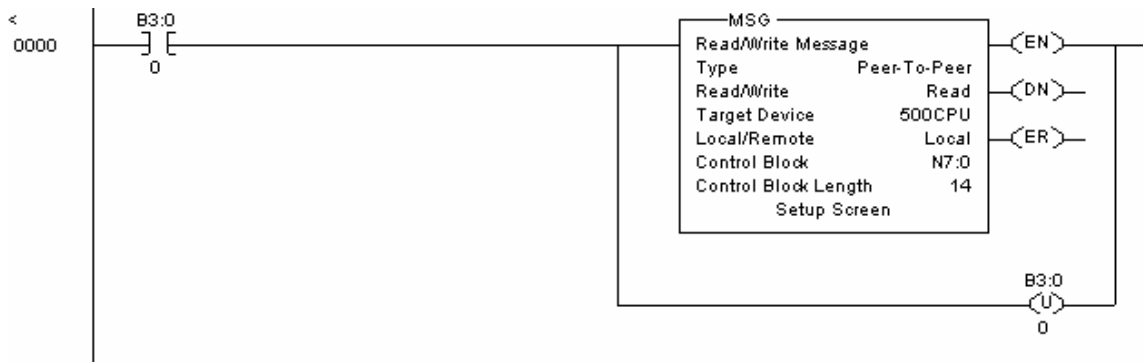 <
0000
B3:0
0
MSG
Read/Write Message
Type Peer-To-Peer
Read/Write Read
Target Device 500CPU
Local/Remote Local
Control Block N7:0
Control Block Length 14
Setup Screen
EN
DN
ER
B3:0
U
0